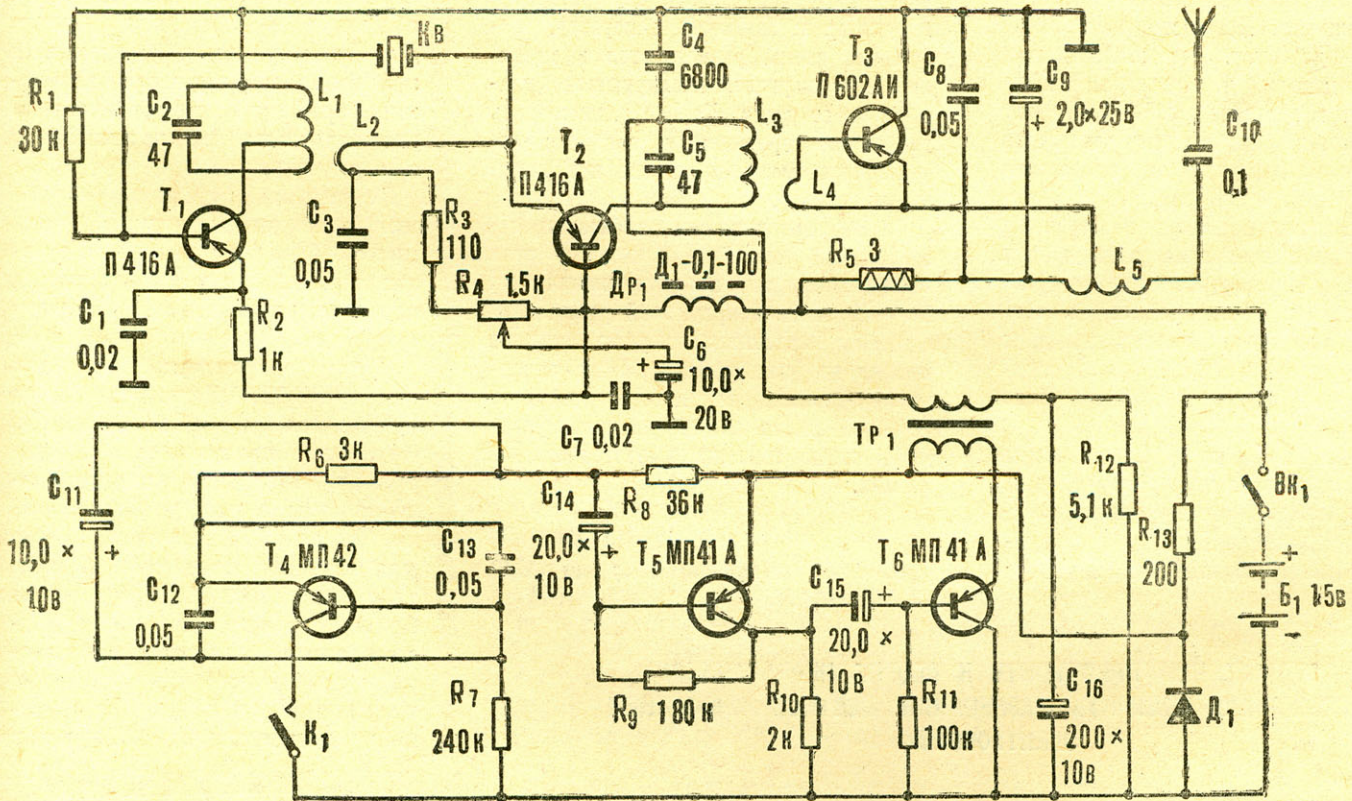 R1
30к
C2
47
L1
L2
Кв
C4
6800
T3
П602АИ
C8
0,05
C9
+ 2,0×25в
C10
0,1
T1
П416А
C3
0,05
R3
110
T2
П416А
C5
47
L3
L4
R5 3
L5
C1
0,02
R2
1к
R4 1,5к
Др1
Д1-0,1-100
+
C6
10,0×
20в
C7 0,02
Тр1
R12
5,1к
R13
200
ВК1
+
Б1 15в
-
C11
10,0 × +
10в
R6 3к
C14
20,0× +
10в
R8 36к
C12
0,05
T4 МП42
C13
0,05
T5 МП41А
C15 +
20,0 ×
10в
T6 МП41А
К1
R7
240к
R9 180к
R10
2к
R11
100к
C16
200×
10в
Д1